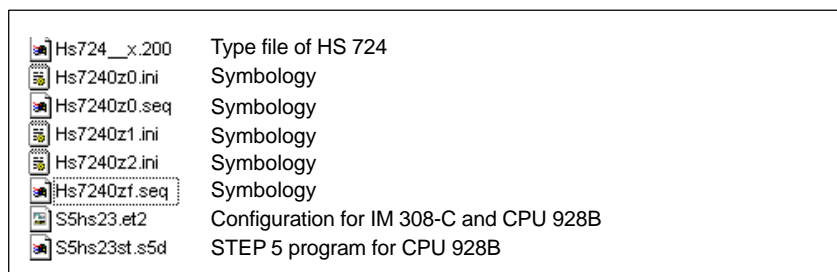 Hs724__x.200 Type file of HS 724
Hs7240z0.ini Symbology
Hs7240z0.seq Symbology
Hs7240z1.ini Symbology
Hs7240z2.ini Symbology
Hs7240zf.seq Symbology
S5hs23.et2 Configuration for IM 308-C and CPU 928B
S5hs23st.s5d STEP 5 program for CPU 928B